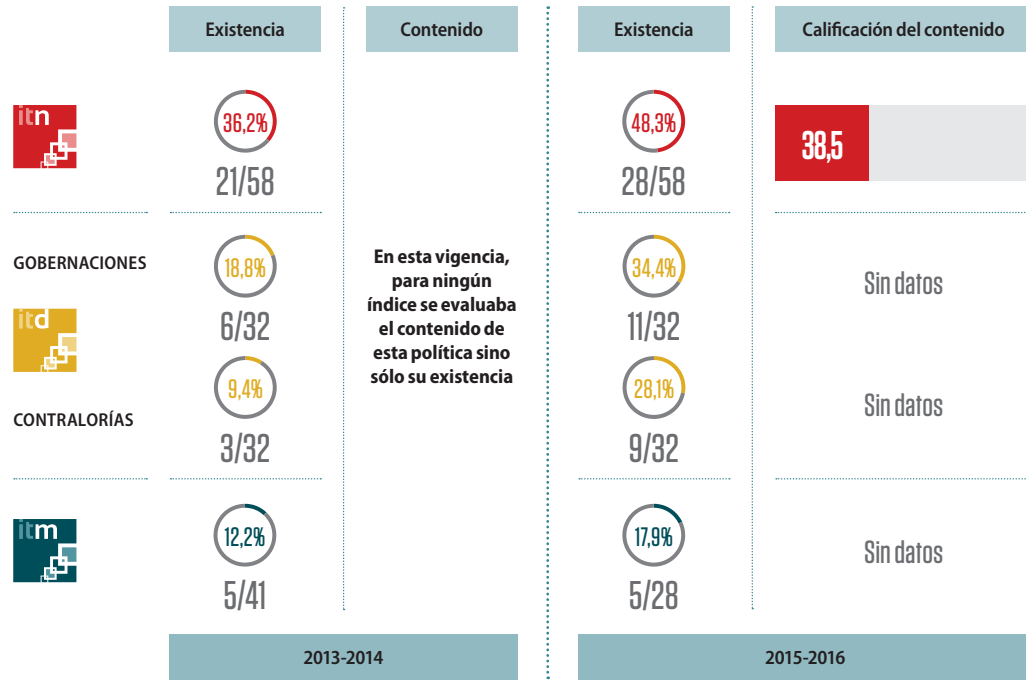 Existencia
Contenido
Existencia
Calificación del contenido
itn
36,2%
21/58
48,3%
28/58
38,5
GOBERNACIONES
18,8%
6/32
En esta vigencia,
para ningún
índice se evaluaba
el contenido de
esta política sino
sólo su existencia
34,4%
11/32
Sin datos
itd
CONTRALORÍAS
9,4%
3/32
28,1%
9/32
Sin datos
itm
12,2%
5/41
17,9%
5/28
Sin datos
2013-2014
2015-2016